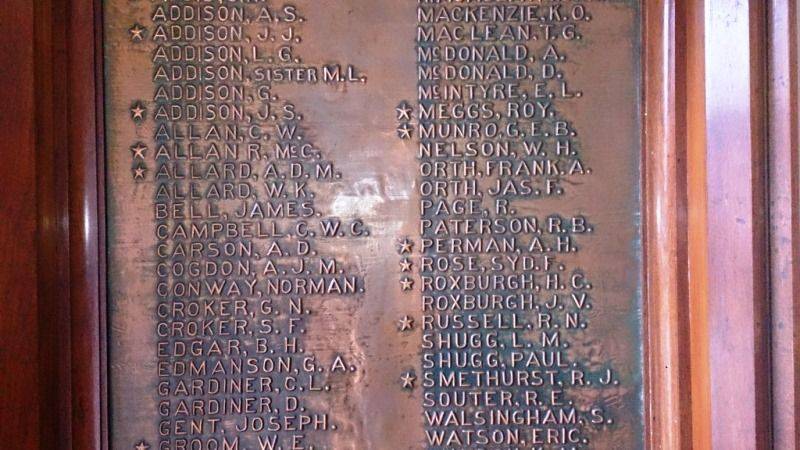 ADDISON, A. S.
★ ADDISON, J. J.
ADDISON, L. G.
ADDISON, SISTER M. L.
ADDISON, G.
★ ADDISON, J. S.
ALLAN, C. W.
★ ALLAN R. McC.
★ ALLARD, A. D. M.
ALLARD, W. K.
BELL, JAMES.
CAMPBELL, C. W. C.
CARSON, A. D.
COGDON, A. J. M.
CONWAY, NORMAN.
CROKER, G. N.
CROKER, S. F.
EDGAR, B. H.
EDMANSON, G. A.
GARDINER, C. L.
GARDINER, D.
GENT, JOSEPH.
★ GROOM, W. E.
MACKENZIE, K. O.
MACLEAN, T. G.
McDONALD, A.
McDONALD, D.
McINTYRE, E. L.
★ MEGGS, ROY.
★ MUNRO, G. E. B.
NELSON, W. H.
ORTH, FRANK. A.
ORTH, JAS. F.
PAGE, R.
PATERSON, R. B.
★ PERMAN, A. H.
★ ROSE, SYD. F.
★ ROXBURGH, H. C.
ROXBURGH, J. V.
★ RUSSELL, R. N.
SHUGG, L. M.
SHUGG, PAUL.
★ SMETHURST, R. J.
SOUTER, R. E.
WALSINGHAM, S.
WATSON, ERIC.